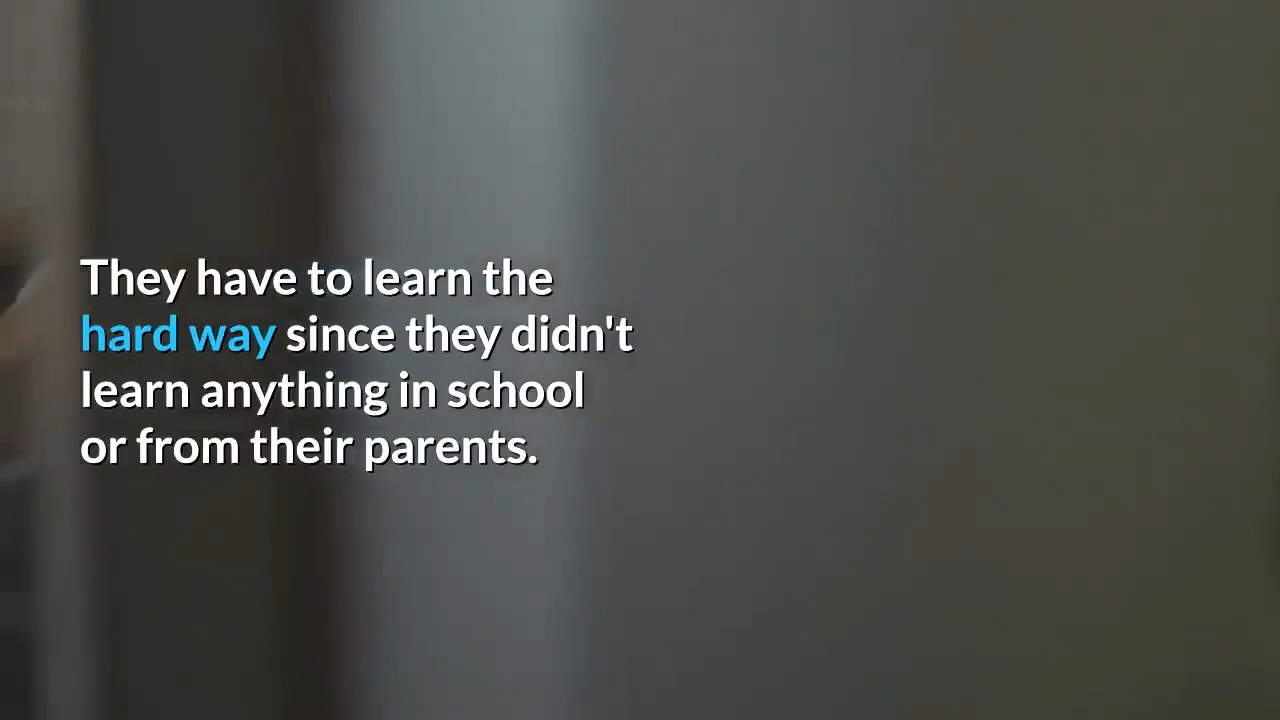 They have to learn the
hard way since they didn't
learn anything in school
or from their parents.